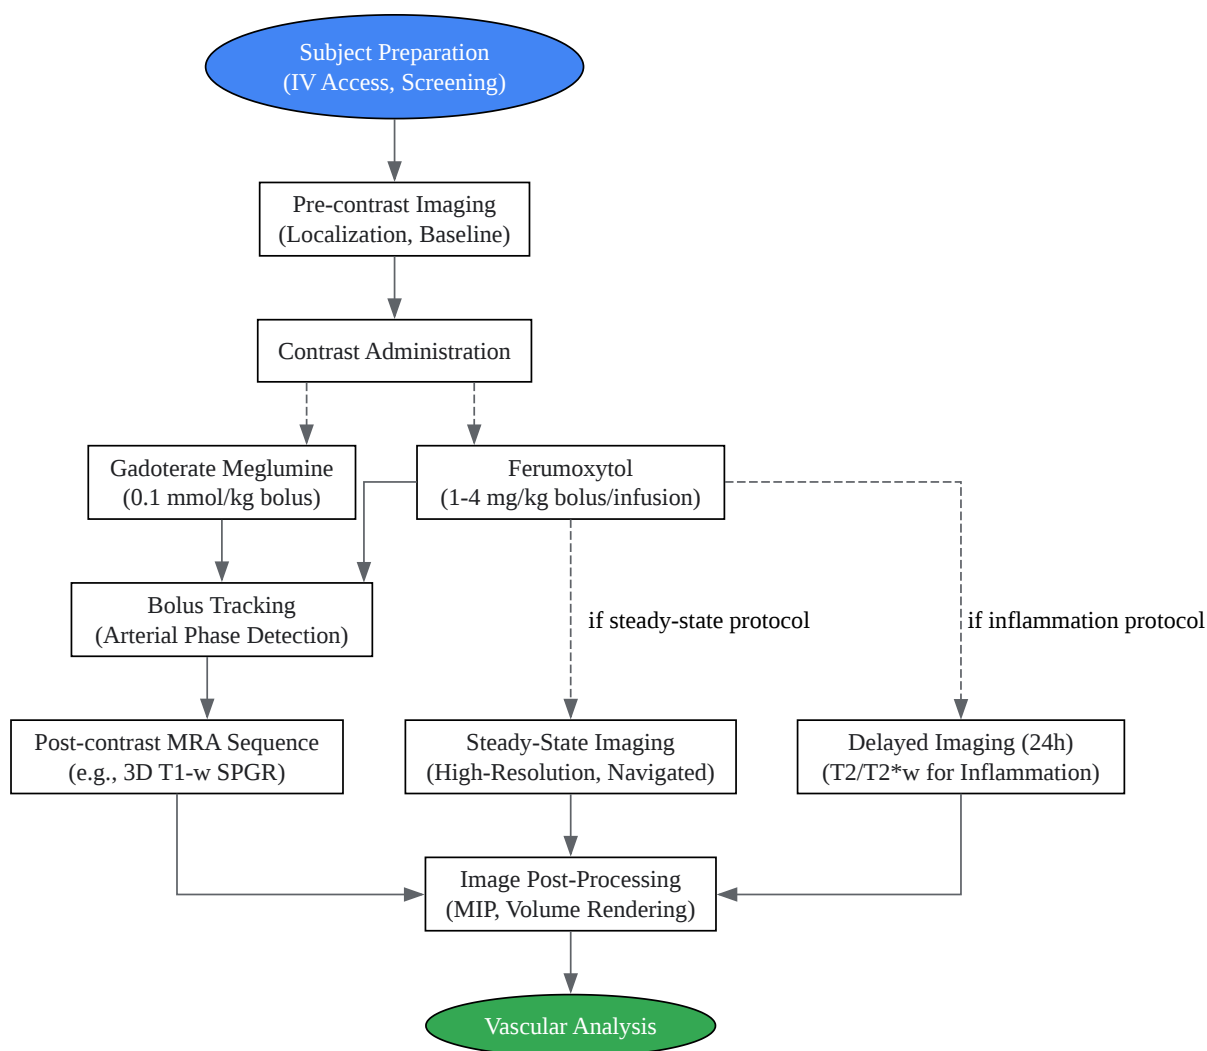 Subject Preparation
(IV Access, Screening)
Pre-contrast Imaging
(Localization, Baseline)
Contrast Administration
Gadoterate Meglumine
(0.1 mmol/kg bolus)
Ferumoxytol
(1-4 mg/kg bolus/infusion)
Bolus Tracking
(Arterial Phase Detection)
if steady-state protocol
if inflammation protocol
Post-contrast MRA Sequence
(e.g., 3D T1-w SPGR)
Steady-State Imaging
(High-Resolution, Navigated)
Delayed Imaging (24h)
(T2/T2*w for Inflammation)
Image Post-Processing
(MIP, Volume Rendering)
Vascular Analysis